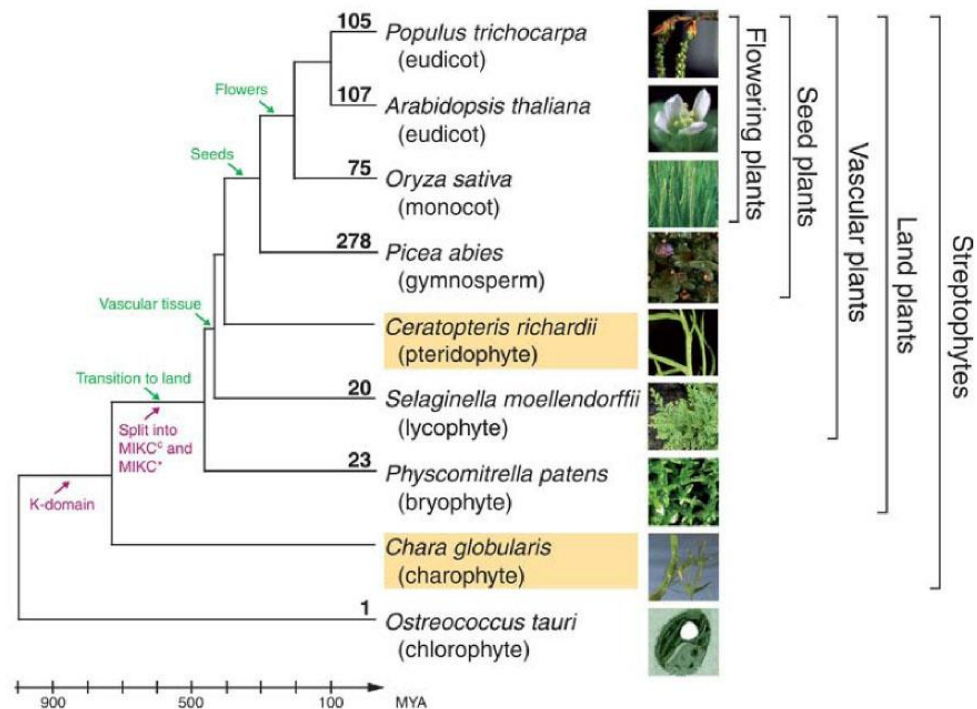 105
Populus trichocarpa
(eudicot)
Flowers
107
Arabidopsis thaliana
(eudicot)
Seeds
75
Oryza sativa
(monocot)
278
Picea abies
(gymnosperm)
Vascular tissue
Ceratopteris richardii
(pteridophyte)
Transition to land
20
Selaginella moellendorffii
(lycophyte)
Split into
MIKCᶜ and
MIKC*
23
Physcomitrella patens
(bryophyte)
K-domain
Chara globularis
(charophyte)
1
Ostreococcus tauri
(chlorophyte)
Flowering plants
Seed plants
Vascular plants
Land plants
Streptophytes
900 500 100 MYA